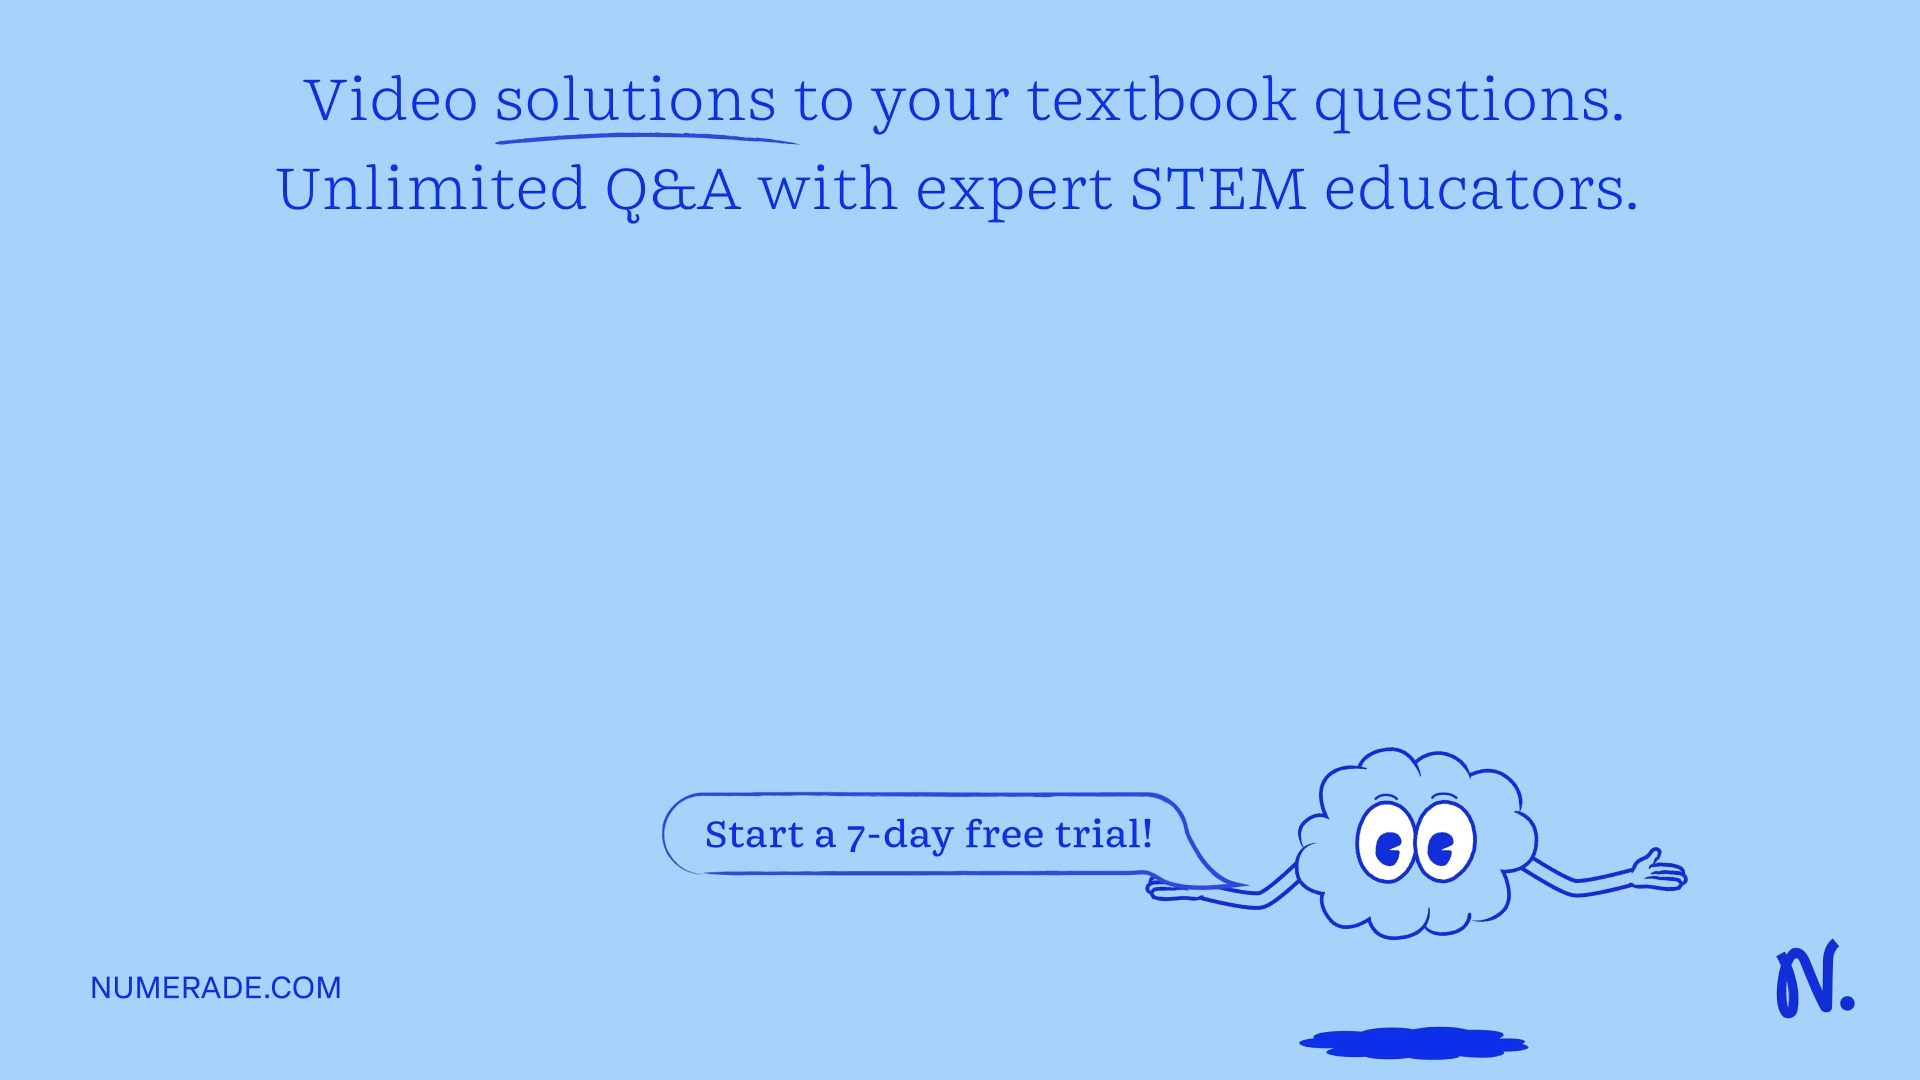 Video solutions to your textbook questions.
Unlimited Q&A with expert STEM educators.
Start a 7-day free trial!
NUMERADE.COM
N.